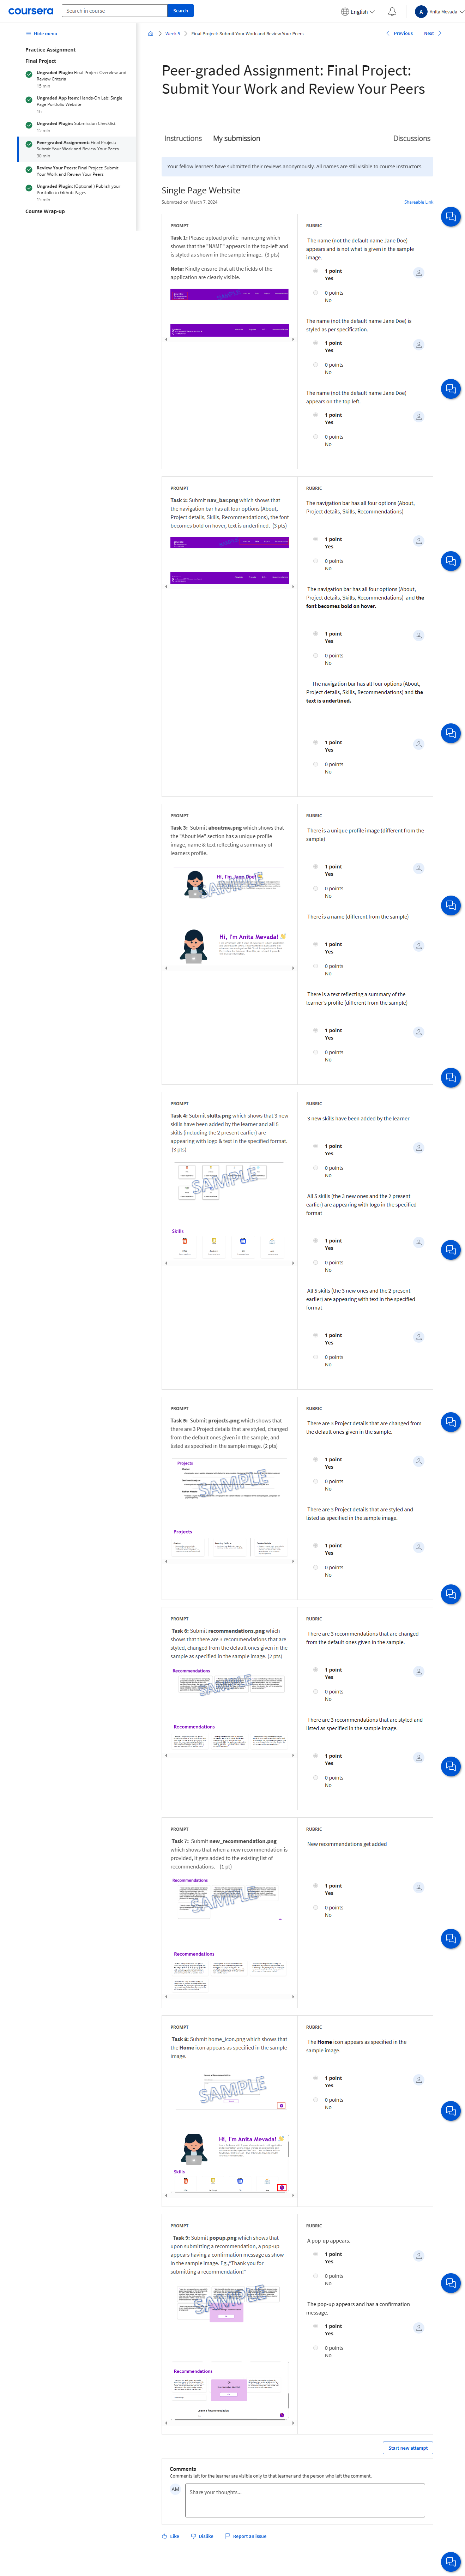 coursera
Search in course
Search
English
A
Anita Mevada
Hide menu
Practice Assignment
Final Project
Ungraded Plugin: Final Project Overview and
Review Criteria
15 min
Ungraded App Item: Hands-On Lab: Single
Page Portfolio Website
1h
Ungraded Plugin: Submission Checklist
15 min
Peer-graded Assignment: Final Project:
Submit Your Work and Review Your Peers
30 min
Review Your Peers: Final Project: Submit
Your Work and Review Your Peers
Ungraded Plugin: (Optional ) Publish your
Portfolio to Github Pages
15 min
Course Wrap-up
Week 5
Final Project: Submit Your Work and Review Your Peers
Previous
Next
Peer-graded Assignment: Final Project:
Submit Your Work and Review Your Peers
Instructions
My submission
Discussions
Your fellow learners have submitted their reviews anonymously. All names are still visible to course instructors.
Single Page Website
Submitted on March 7, 2024
Shareable Link
PROMPT
Task 1: Please upload profile_name.png which
shows that the "NAME" appears in the top-left and
is styled as shown in the sample image. (3 pts)
Note: Kindly ensure that all the fields of the
application are clearly visible.
RUBRIC
The name (not the default name Jane Doe)
appears and is not what is given in the sample
image.
1 point
Yes
0 points
No
The name (not the default name Jane Doe) is
styled as per specification.
1 point
Yes
0 points
No
The name (not the default name Jane Doe)
appears on the top left.
1 point
Yes
0 points
No
PROMPT
Task 2: Submit nav_bar.png which shows that
the navigation bar has all four options (About,
Project details, Skills, Recommendations), the font
becomes bold on hover, text is underlined. (3 pts)
RUBRIC
The navigation bar has all four options (About,
Project details, Skills, Recommendations)
1 point
Yes
0 points
No
The navigation bar has all four options (About,
Project details, Skills, Recommendations) and the
font becomes bold on hover.
1 point
Yes
0 points
No
The navigation bar has all four options (About,
Project details, Skills, Recommendations) and the
text is underlined.
1 point
Yes
0 points
No
PROMPT
Task 3: Submit aboutme.png which shows that
the "About Me" section has a unique profile
image, name & text reflecting a summary of
learners profile.
Hi, I'm Jane Doe!
SAMPLE
Hi, I'm Anita Mevada!
RUBRIC
There is a unique profile image (different from the
sample)
1 point
Yes
0 points
No
There is a name (different from the sample)
1 point
Yes
0 points
No
There is a text reflecting a summary of the
learner's profile (different from the sample)
1 point
Yes
0 points
No
PROMPT
Task 4: Submit skills.png which shows that 3 new
skills have been added by the learner and all 5
skills (including the 2 present earlier) are
appearing with logo & text in the specified format.
(3 pts)
SAMPLE
Skills
RUBRIC
3 new skills have been added by the learner
1 point
Yes
0 points
No
All 5 skills (the 3 new ones and the 2 present
earlier) are appearing with logo in the specified
format
1 point
Yes
0 points
No
All 5 skills (the 3 new ones and the 2 present
earlier) are appearing with text in the specified
format
1 point
Yes
0 points
No
PROMPT
Task 5: Submit projects.png which shows that
there are 3 Project details that are styled, changed
from the default ones given in the sample, and
listed as specified in the sample image. (2 pts)
Projects
SAMPLE
Projects
RUBRIC
There are 3 Project details that are changed from
the default ones given in the sample.
1 point
Yes
0 points
No
There are 3 Project details that are styled and
listed as specified in the sample image.
1 point
Yes
0 points
No
PROMPT
Task 6: Submit recommendations.png which
shows that there are 3 recommendations that are
styled, changed from the default ones given in the
sample as specified in the sample image. (2 pts)
Recommendations
SAMPLE
Recommendations
RUBRIC
There are 3 recommendations that are changed
from the default ones given in the sample.
1 point
Yes
0 points
No
There are 3 recommendations that are styled and
listed as specified in the sample image.
1 point
Yes
0 points
No
PROMPT
Task 7: Submit new_recommendation.png
which shows that when a new recommendation is
provided, it gets added to the existing list of
recommendations. (1 pt)
Recommendations
SAMPLE
Recommendations
RUBRIC
New recommendations get added
1 point
Yes
0 points
No
PROMPT
Task 8: Submit home_icon.png which shows that
the Home icon appears as specified in the sample
image.
SAMPLE
Hi, I'm Anita Mevada!
Skills
RUBRIC
The Home icon appears as specified in the
sample image.
1 point
Yes
0 points
No
PROMPT
Task 9: Submit popup.png which shows that
upon submitting a recommendation, a pop-up
appears having a confirmation message as show
in the sample image. Eg.,"Thank you for
submitting a recommendation!"
SAMPLE
Recommendations
Leave a Recommendation
RUBRIC
A pop-up appears.
1 point
Yes
0 points
No
The pop-up appears and has a confirmation
message.
1 point
Yes
0 points
No
Start new attempt
Comments
Comments left for the learner are visible only to that learner and the person who left the comment.
AM
Share your thoughts...
Like
Dislike
Report an issue